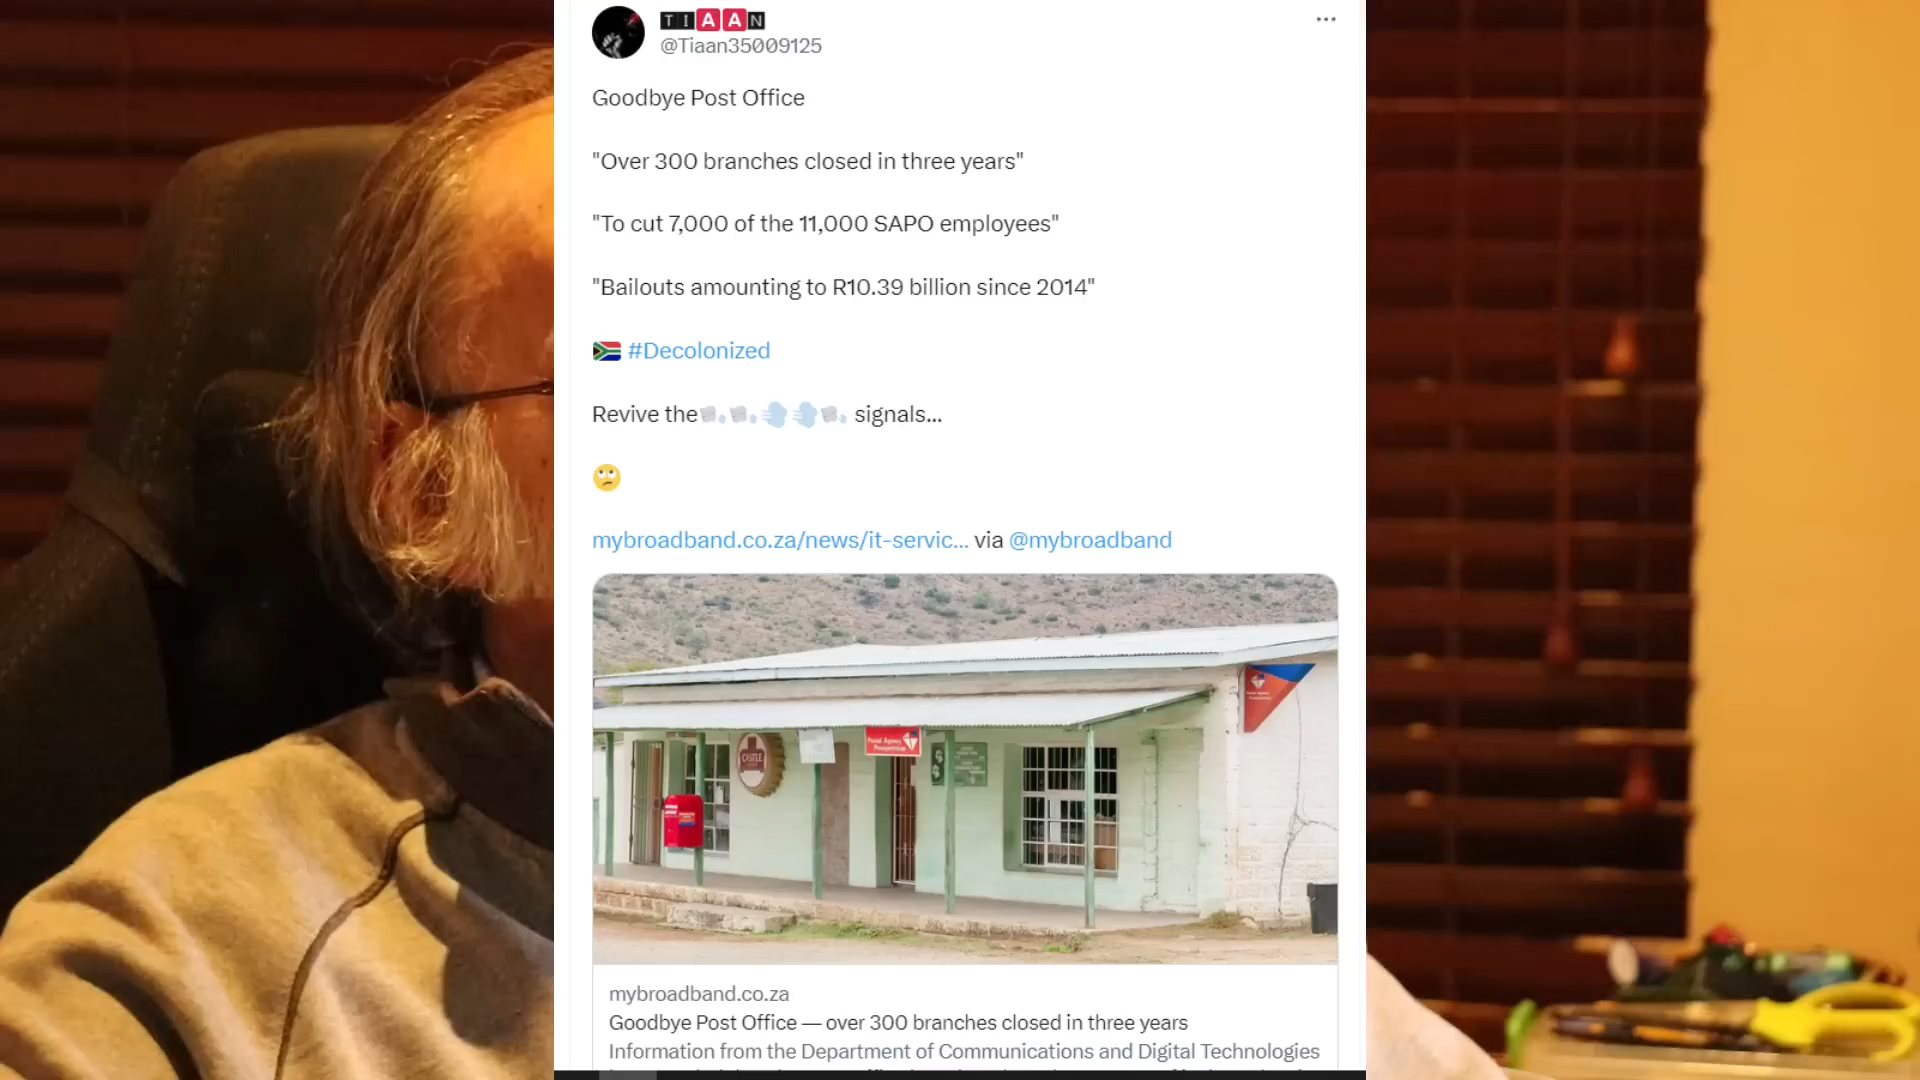 TIAAN
@Tiaan35009125
Goodbye Post Office
"Over 300 branches closed in three years"
"To cut 7,000 of the 11,000 SAPO employees"
"Bailouts amounting to R10.39 billion since 2014"
🇿🇦 #Decolonized
Revive the signals...
mybroadband.co.za/news/it-servic... via @mybroadband
CASTLE
Postal Agency
mybroadband.co.za
Goodbye Post Office — over 300 branches closed in three years
Information from the Department of Communications and Digital Technologies